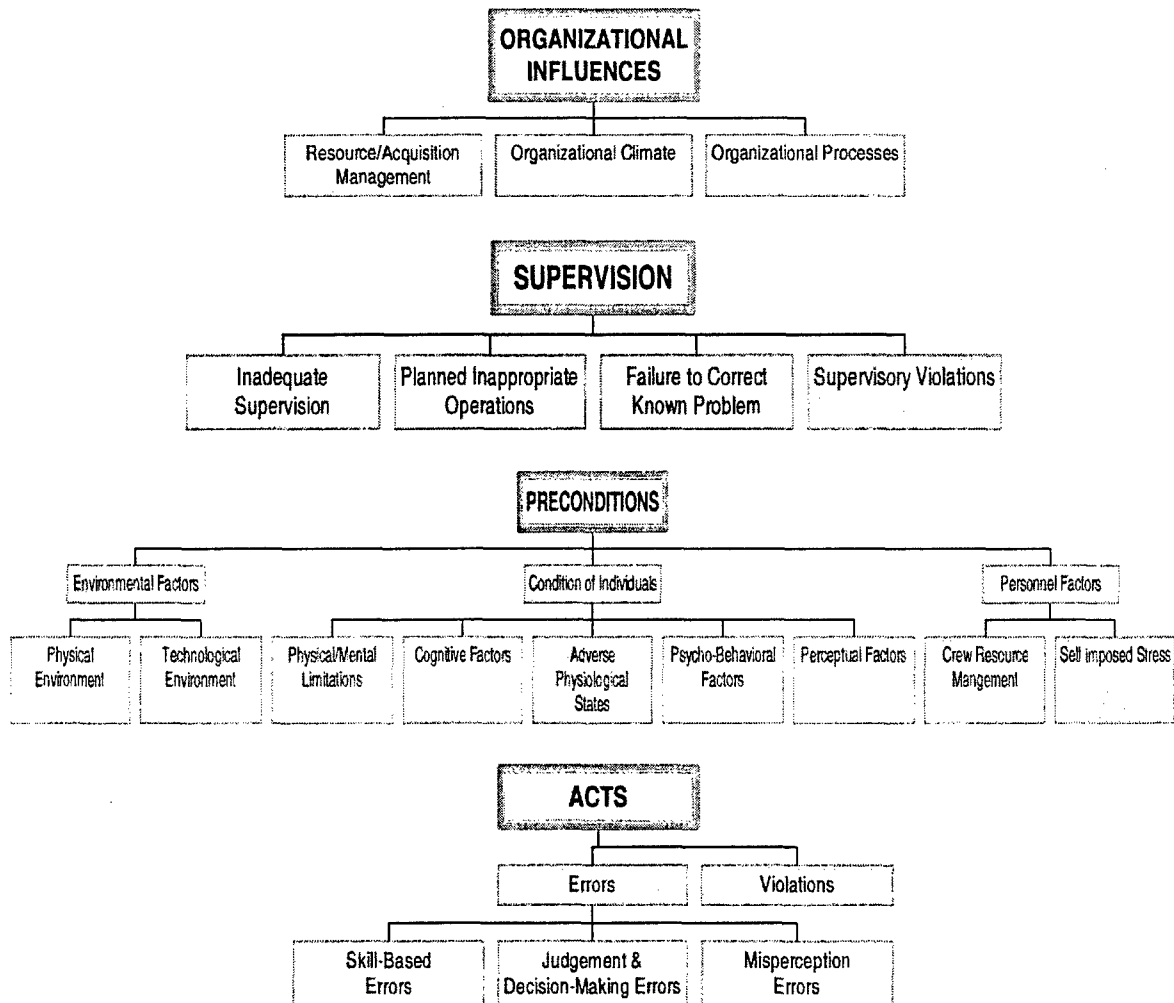 ORGANIZATIONAL
INFLUENCES
Resource/Acquisition
Management
Organizational Climate
Organizational Processes
SUPERVISION
Inadequate
Supervision
Planned Inappropriate
Operations
Failure to Correct
Known Problem
Supervisory Violations
PRECONDITIONS
Environmental Factors
Condition of Individuals
Personnel Factors
Physical
Environment
Technological
Environment
Physical/Mental
Limitations
Cognitive Factors
Adverse
Physiological
States
Psycho-Behavioral
Factors
Perceptual Factors
Crew Resource
Mangement
Self imposed Stress
ACTS
Errors
Violations
Skill-Based
Errors
Judgement &
Decision-Making Errors
Misperception
Errors